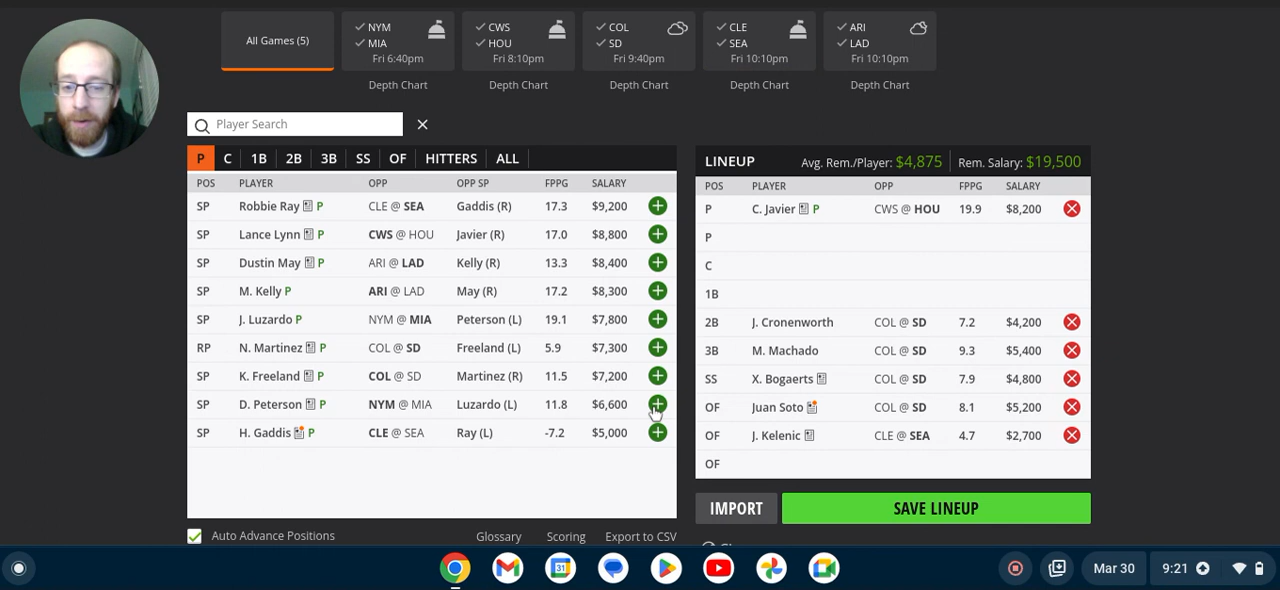 All Games (5)
NYM
MIA
Fri 6:40pm
CWS
HOU
Fri 8:10pm
COL
SD
Fri 9:40pm
CLE
SEA
Fri 10:10pm
ARI
LAD
Fri 10:10pm
Depth Chart Depth Chart Depth Chart Depth Chart Depth Chart
Player Search
P C 1B 2B 3B SS OF HITTERS ALL
POS PLAYER OPP OPP SP FPPG SALARY
SP Robbie Ray P CLE @ SEA Gaddis (R) 17.3 $9,200
SP Lance Lynn P CWS @ HOU Javier (R) 17.0 $8,800
SP Dustin May P ARI @ LAD Kelly (R) 13.3 $8,400
SP M. Kelly P ARI @ LAD May (R) 17.2 $8,300
SP J. Luzardo P NYM @ MIA Peterson (L) 19.1 $7,800
RP N. Martinez P COL @ SD Freeland (L) 5.9 $7,300
SP K. Freeland P COL @ SD Martinez (R) 11.5 $7,200
SP D. Peterson P NYM @ MIA Luzardo (L) 11.8 $6,600
SP H. Gaddis P CLE @ SEA Ray (L) -7.2 $5,000
Auto Advance Positions Glossary Scoring Export to CSV
LINEUP Avg. Rem./Player: $4,875 Rem. Salary: $19,500
POS PLAYER OPP FPPG SALARY
P C. Javier P CWS @ HOU 19.9 $8,200
P
C
1B
2B J. Cronenworth COL @ SD 7.2 $4,200
3B M. Machado COL @ SD 9.3 $5,400
SS X. Bogaerts COL @ SD 7.9 $4,800
OF Juan Soto COL @ SD 8.1 $5,200
OF J. Kelenic CLE @ SEA 4.7 $2,700
OF
IMPORT SAVE LINEUP
31
Mar 30 9:21